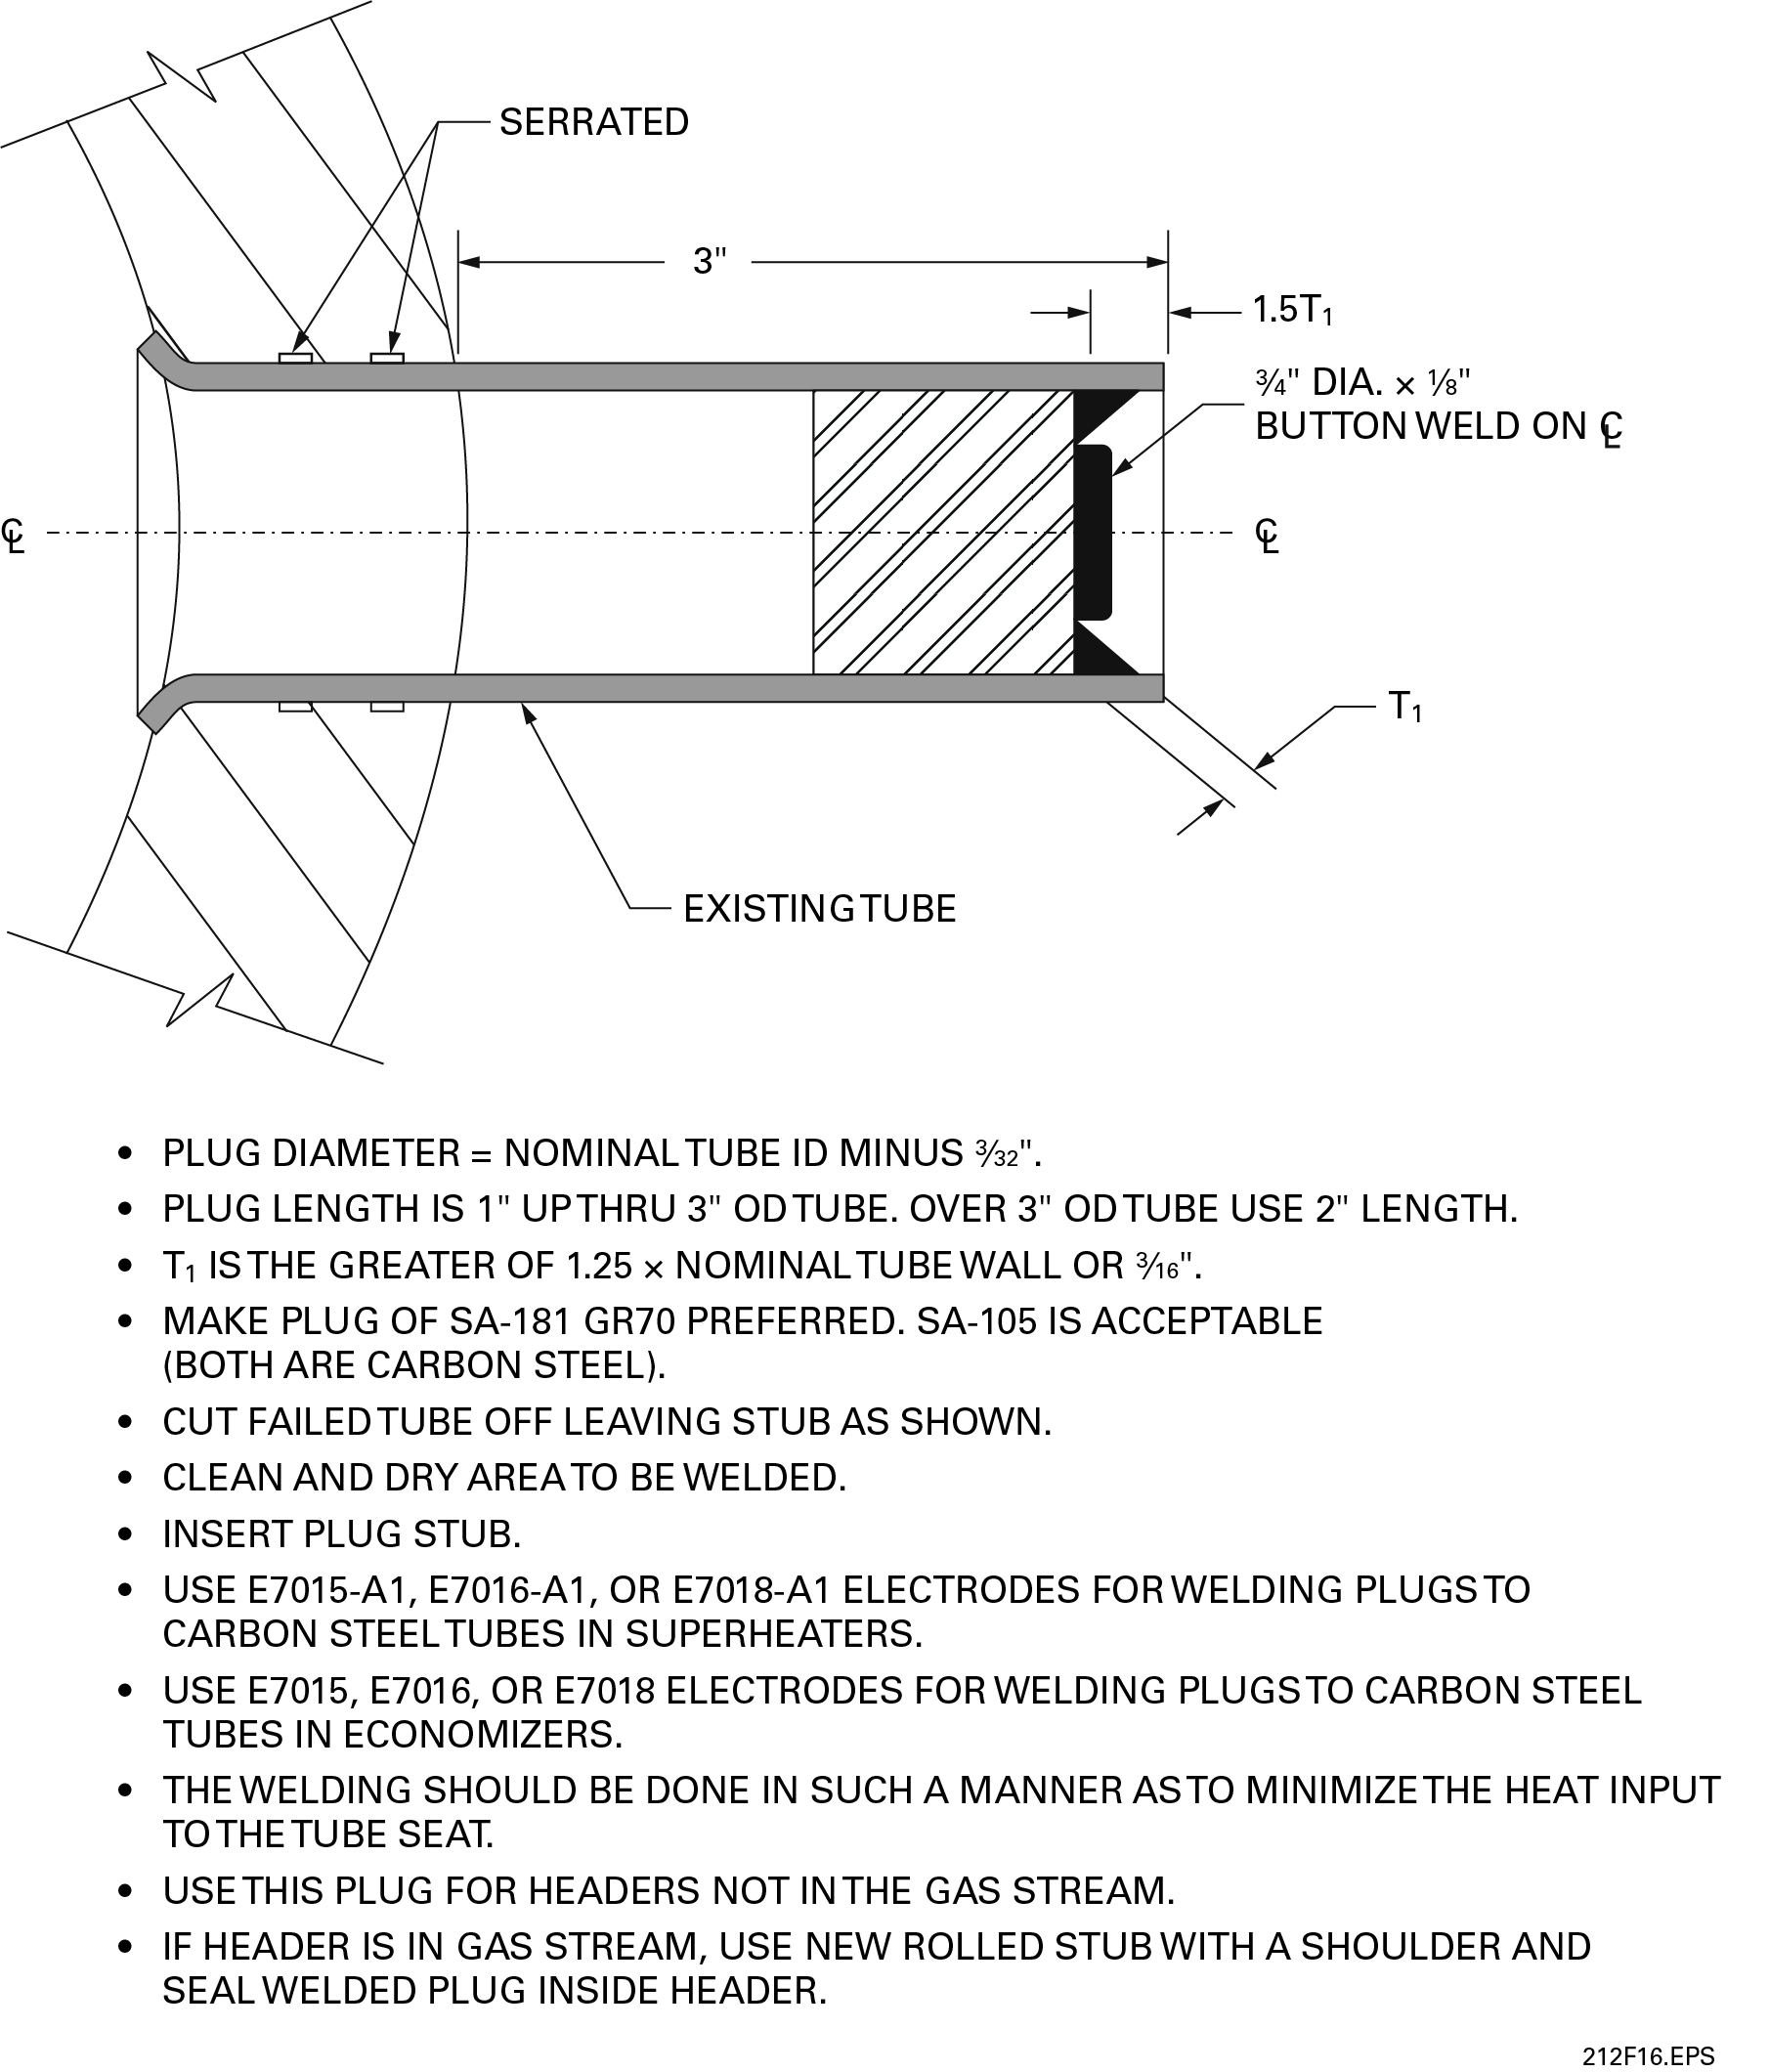 SERRATED
3"
1.5T₁
¾" DIA. × ⅛"
BUTTON WELD ON ℄
℄
℄
T₁
EXISTING TUBE
• PLUG DIAMETER = NOMINAL TUBE ID MINUS 3⁄32".
• PLUG LENGTH IS 1" UP THRU 3" OD TUBE. OVER 3" OD TUBE USE 2" LENGTH.
• T₁ IS THE GREATER OF 1.25 × NOMINAL TUBE WALL OR 3⁄16".
• MAKE PLUG OF SA-181 GR70 PREFERRED. SA-105 IS ACCEPTABLE
(BOTH ARE CARBON STEEL).
• CUT FAILED TUBE OFF LEAVING STUB AS SHOWN.
• CLEAN AND DRY AREA TO BE WELDED.
• INSERT PLUG STUB.
• USE E7015-A1, E7016-A1, OR E7018-A1 ELECTRODES FOR WELDING PLUGS TO
CARBON STEEL TUBES IN SUPERHEATERS.
• USE E7015, E7016, OR E7018 ELECTRODES FOR WELDING PLUGS TO CARBON STEEL
TUBES IN ECONOMIZERS.
• THE WELDING SHOULD BE DONE IN SUCH A MANNER AS TO MINIMIZE THE HEAT INPUT
TO THE TUBE SEAT.
• USE THIS PLUG FOR HEADERS NOT IN THE GAS STREAM.
• IF HEADER IS IN GAS STREAM, USE NEW ROLLED STUB WITH A SHOULDER AND
SEAL WELDED PLUG INSIDE HEADER.
212F16.EPS